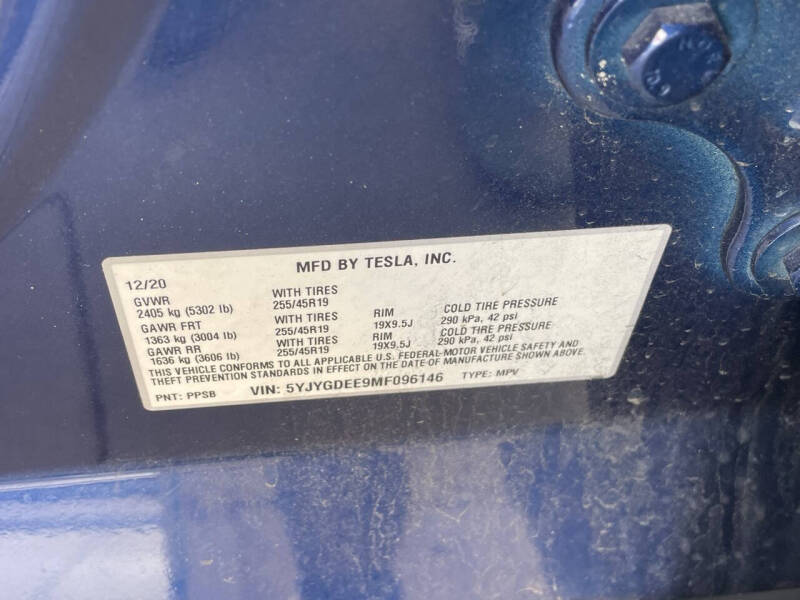 MFD BY TESLA, INC.
12/20
GVWR WITH TIRES
2405 kg (5302 lb) 255/45R19 RIM COLD TIRE PRESSURE
GAWR FRT WITH TIRES 19X9.5J 290 kPa, 42 psi
1363 kg (3004 lb) 255/45R19 RIM COLD TIRE PRESSURE
GAWR RR WITH TIRES 19X9.5J 290 kPa, 42 psi
1636 kg (3606 lb) 255/45R19
THIS VEHICLE CONFORMS TO ALL APPLICABLE U.S. FEDERAL-MOTOR VEHICLE SAFETY AND
THEFT PREVENTION STANDARDS IN EFFECT ON THE DATE OF MANUFACTURE SHOWN ABOVE.
PNT: PPSB VIN: 5YJYGDEE9MF096146 TYPE: MPV